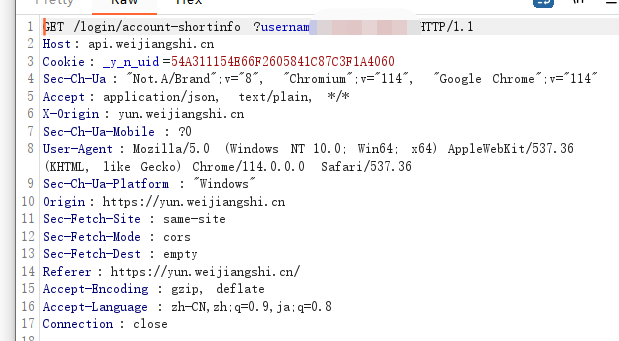 Pretty Raw Hex
1 GET /login/account-shortinfo ?usernam HTTP/1.1
2 Host: api.weijiangshi.cn
3 Cookie: _y_n_uid=54A311154B66F2605841C87C3F1A4060
4 Sec-Ch-Ua : "Not.A/Brand";v="8", "Chromium";v="114", "Google Chrome";v="114"
5 Accept: application/json, text/plain, */*
6 X-Origin : yun.weijiangshi.cn
7 Sec-Ch-Ua-Mobile : ?0
8 User-Agent : Mozilla/5.0 (Windows NT 10.0; Win64; x64) AppleWebKit/537.36
(KHTML, like Gecko) Chrome/114.0.0.0 Safari/537.36
9 Sec-Ch-Ua-Platform : "Windows"
10 Origin : https://yun.weijiangshi.cn
11 Sec-Fetch-Site : same-site
12 Sec-Fetch-Mode : cors
13 Sec-Fetch-Dest : empty
14 Referer : https://yun.weijiangshi.cn/
15 Accept-Encoding : gzip, deflate
16 Accept-Language : zh-CN,zh;q=0.9,ja;q=0.8
17 Connection : close
18